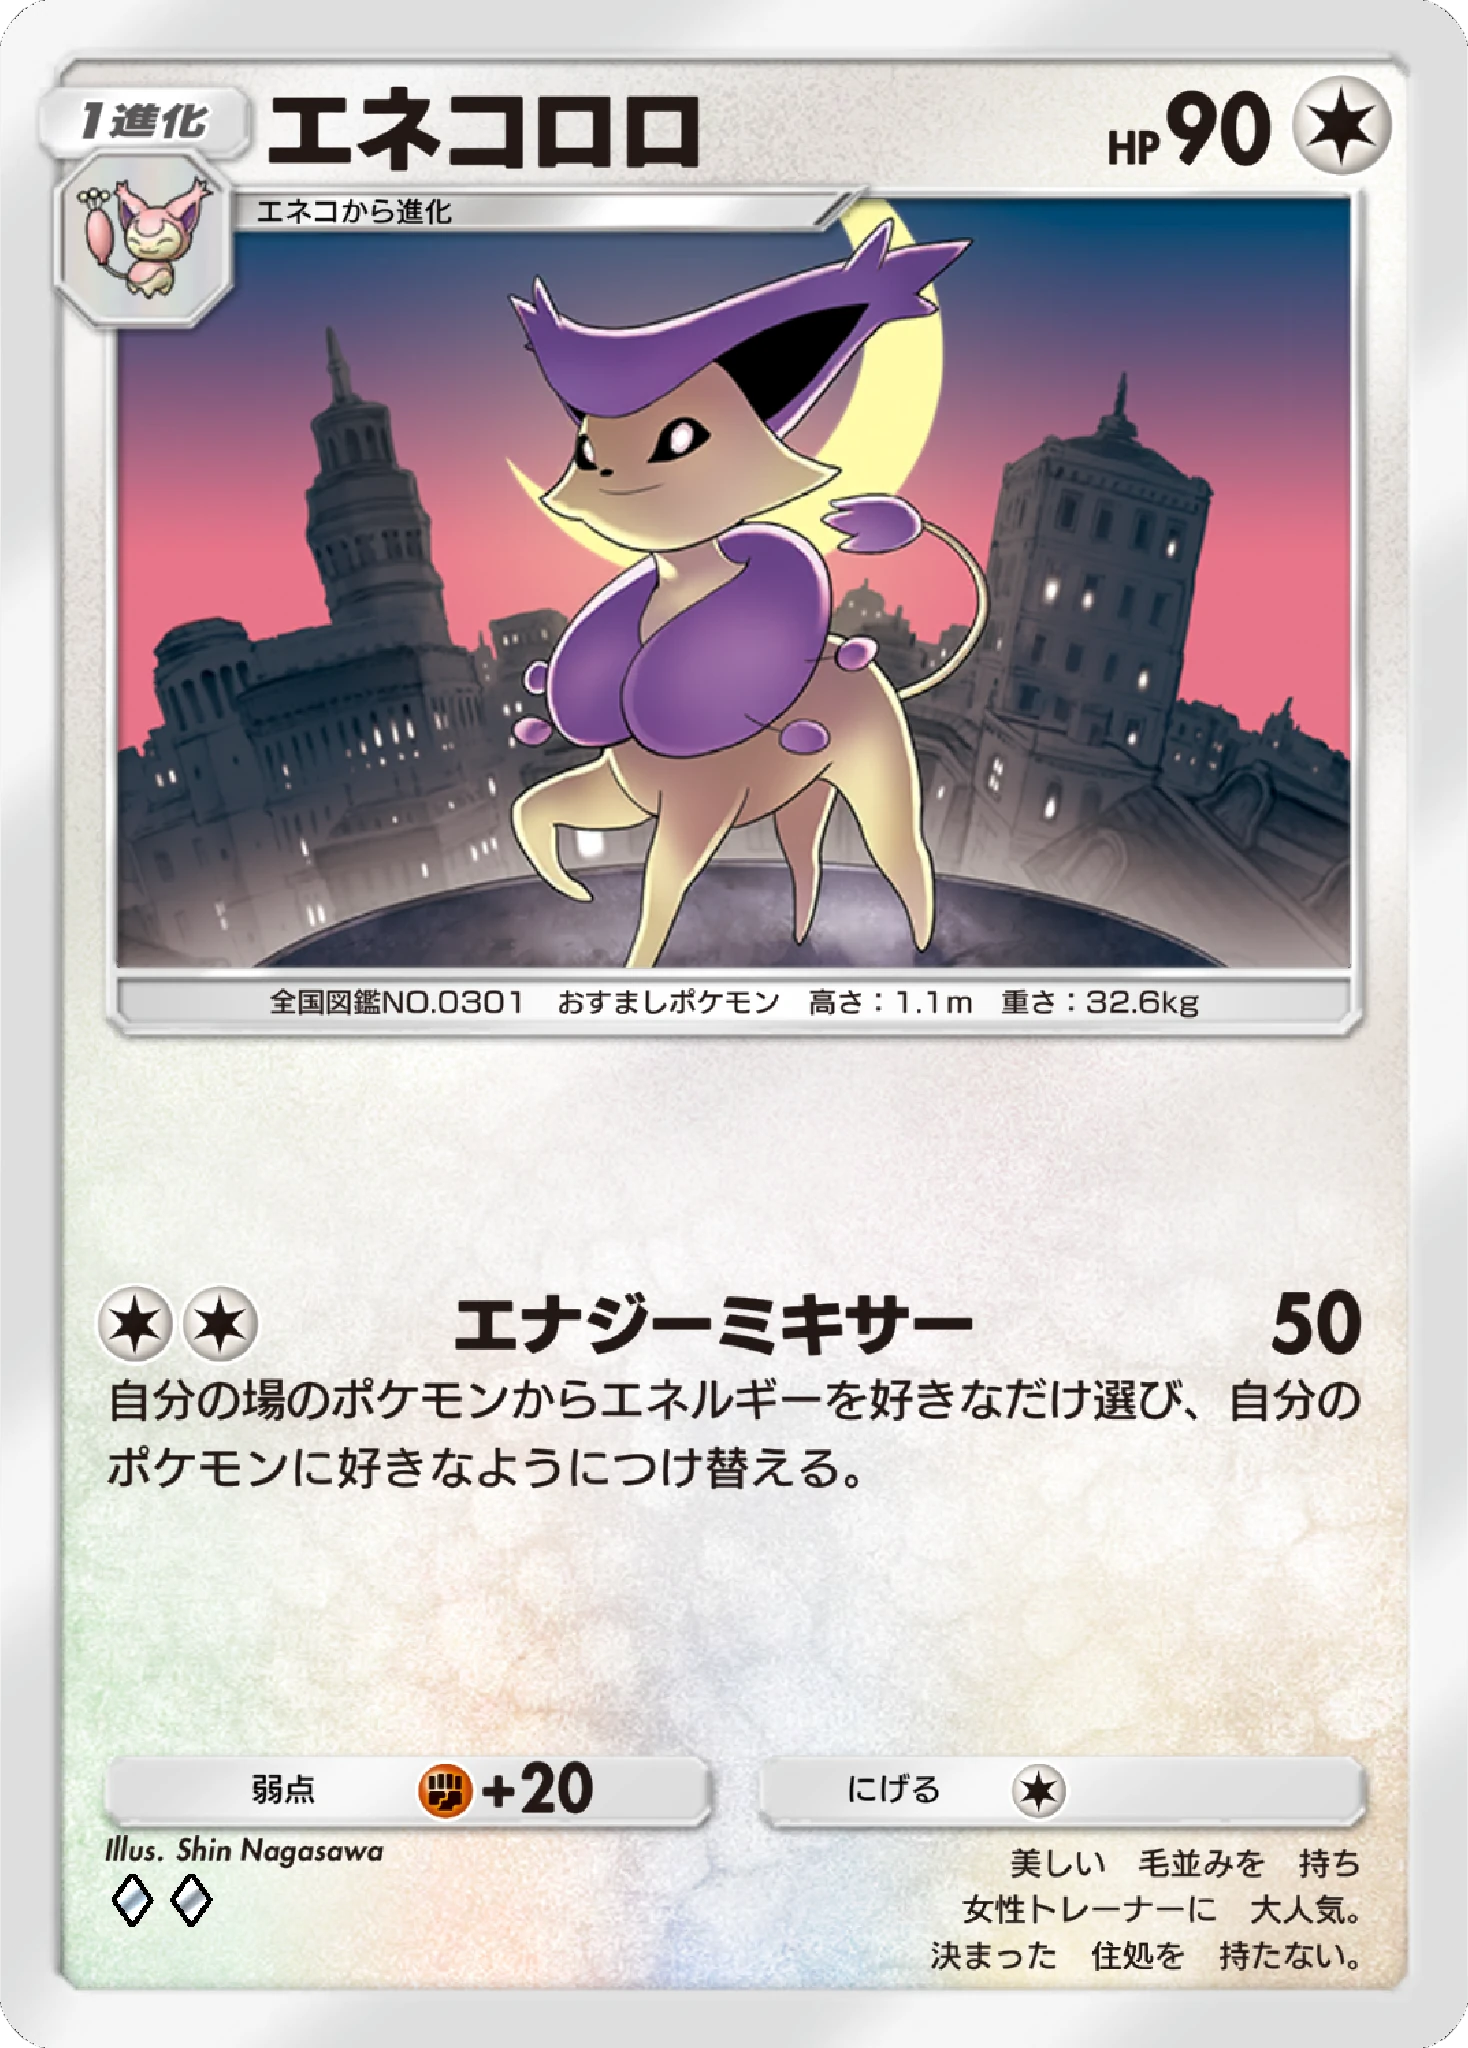 1進化
エネコロロ
HP90
エネコから進化
全国図鑑NO.0301 おすましポケモン 高さ：1.1m 重さ：32.6kg
エナジーミキサー 50
自分の場のポケモンからエネルギーを好きなだけ選び、自分の
ポケモンに好きなようにつけ替える。
弱点 +20 にげる
Illus. Shin Nagasawa
美しい 毛並みを 持ち
女性トレーナーに 大人気。
決まった 住処を 持たない。